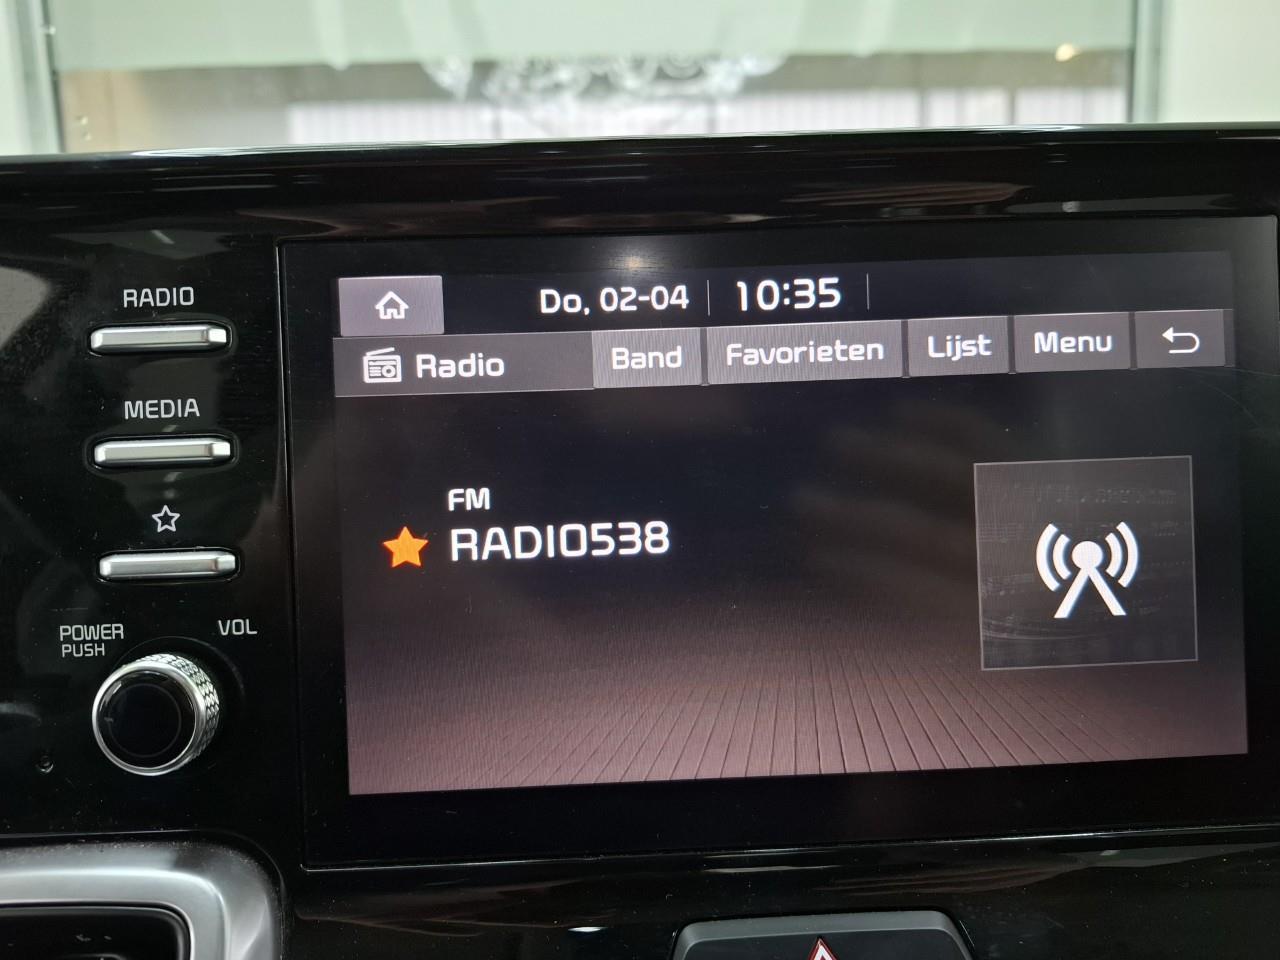 RADIO
MEDIA
POWER
PUSH
VOL
Do, 02-04 10:35
Radio Band Favorieten Lijst Menu
FM
RADIO538